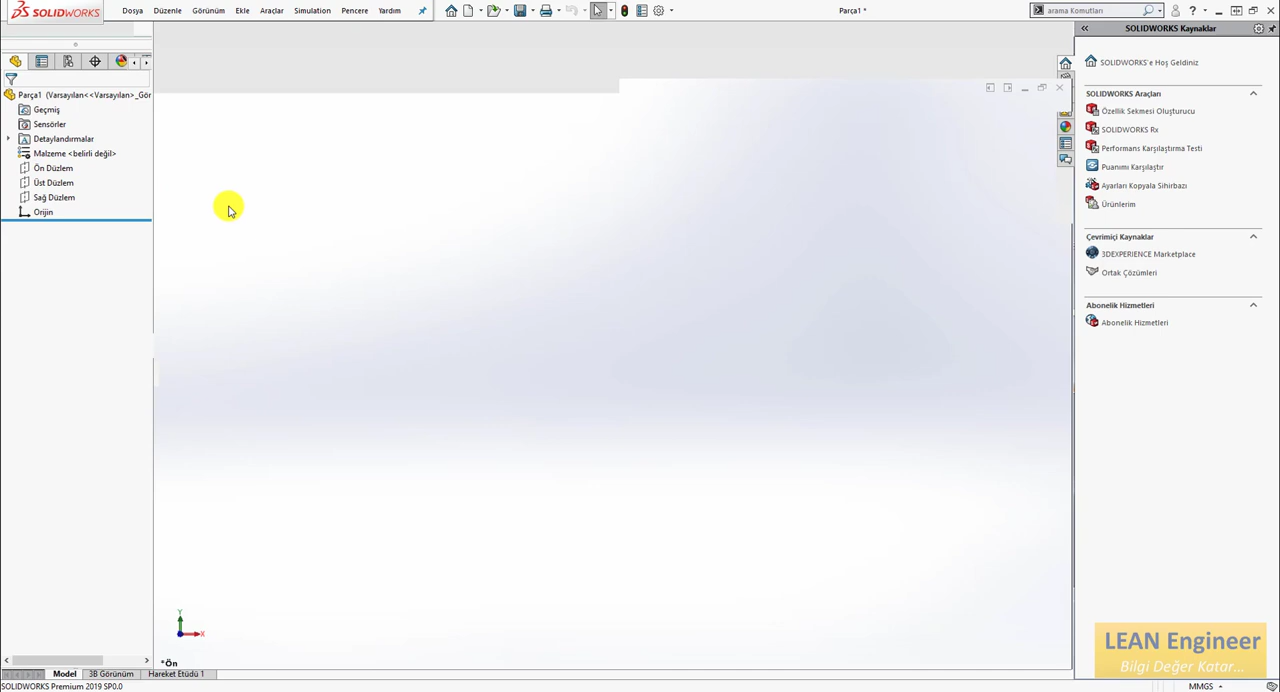 SOLIDWORKS
Dosya Düzenle Görünüm Ekle Araçlar Simulation Pencere Yardım
Parça1 *
arama Komutları
SOLIDWORKS Kaynaklar
SOLIDWORKS'e Hoş Geldiniz
SOLIDWORKS Araçları
Özellik Sekmesi Oluşturucu
SOLIDWORKS Rx
Performans Karşılaştırma Testi
Puanımı Karşılaştır
Ayarları Kopyala Sihirbazı
Ürünlerim
Çevrimiçi Kaynaklar
3DEXPERIENCE Marketplace
Ortak Çözümleri
Abonelik Hizmetleri
Abonelik Hizmetleri
Parça1 (Varsayılan<<Varsayılan>_Gör
Geçmiş
Sensörler
Detaylandırmalar
Malzeme <belirli değil>
Ön Düzlem
Üst Düzlem
Sağ Düzlem
Orijin
Y
X
*Ön
LEAN Engineer
Bilgi Değer Katar...
Model 3B Görünüm Hareket Etüdü 1
SOLIDWORKS Premium 2019 SP0.0
MMGS